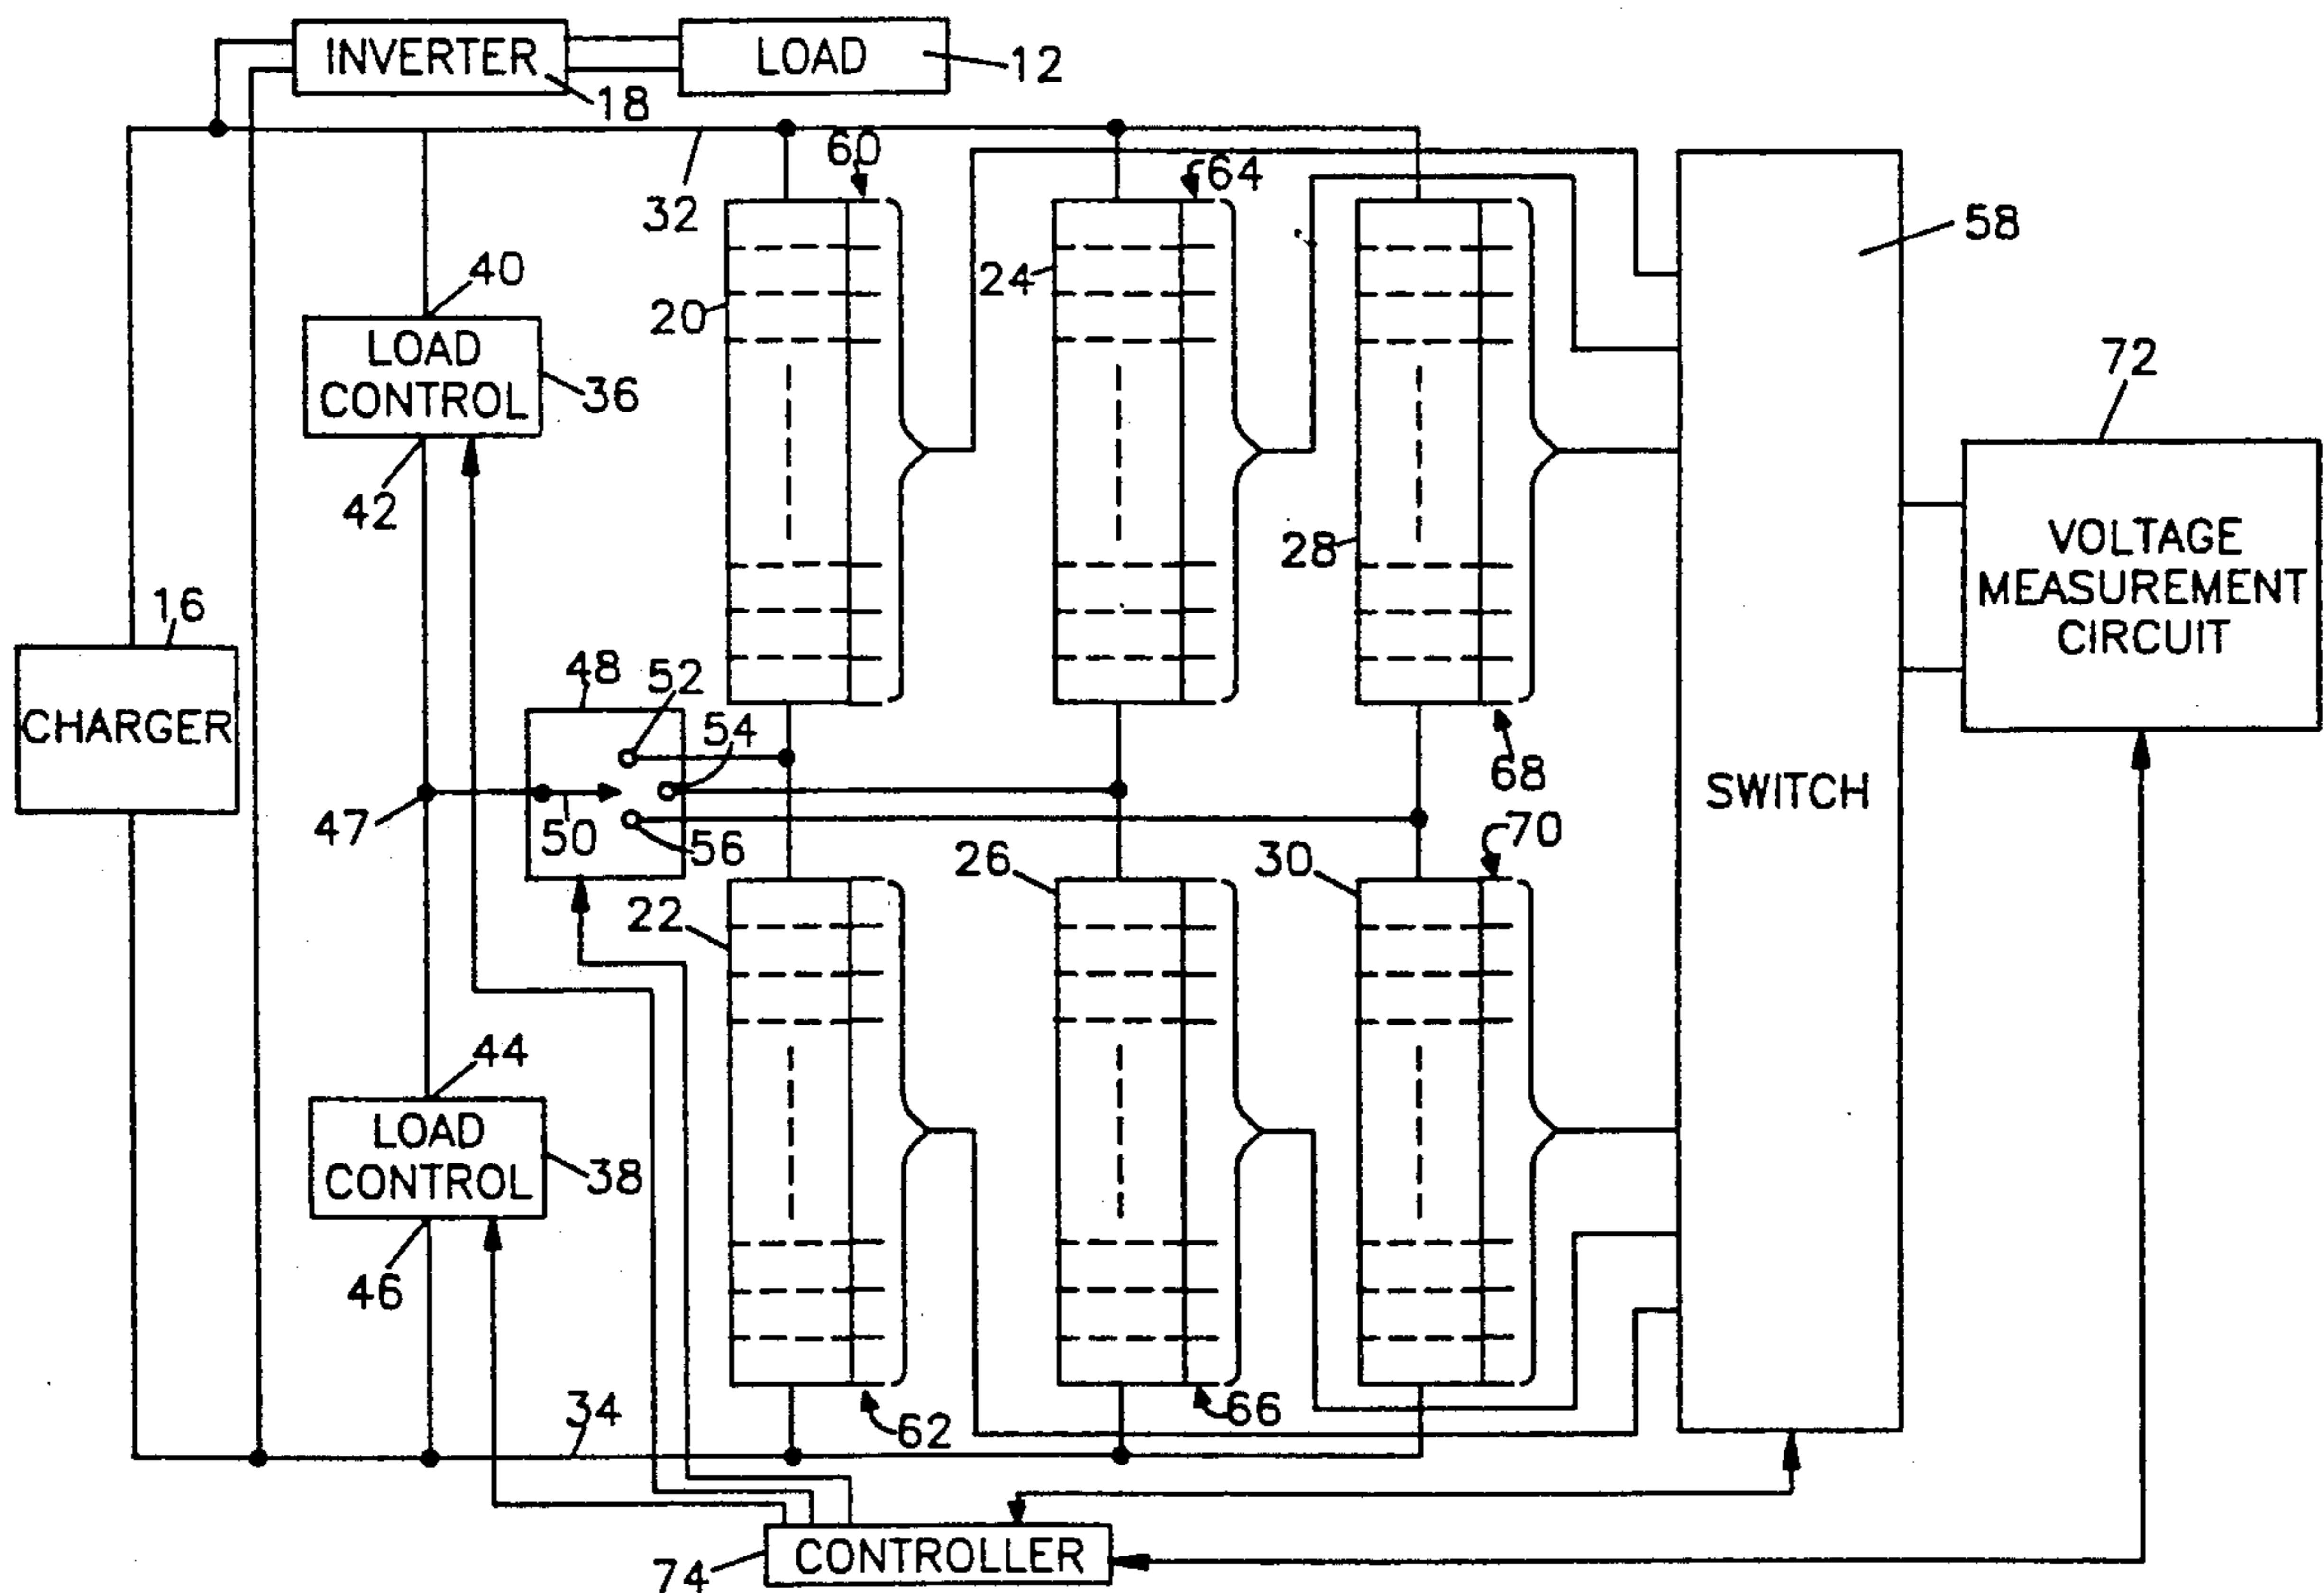 INVERTER
LOAD
12
18
60
64
32
58
40
24
20
LOAD
CONTROL
36
72
42
28
VOLTAGE
MEASUREMENT
CIRCUIT
16
48
52
54
CHARGER
68
SWITCH
47
50
56
70
26
30
22
44
LOAD
CONTROL
38
46
34
62
66
CONTROLLER
74